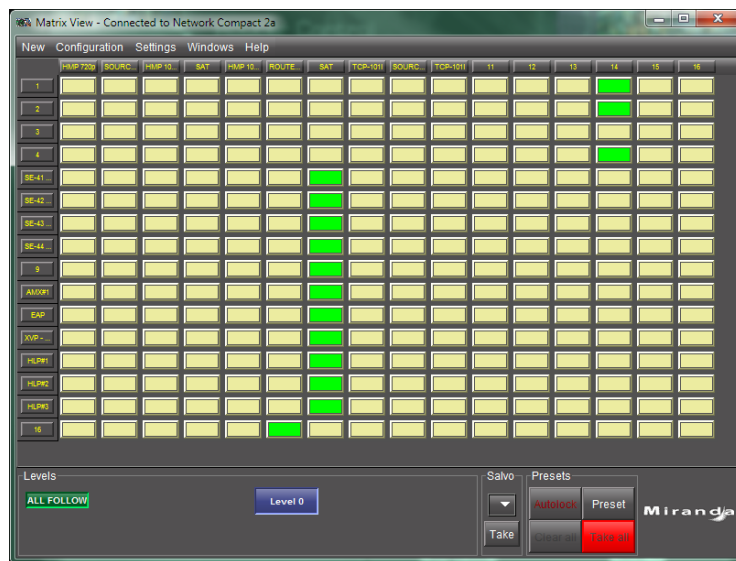 Matrix View - Connected to Network Compact 2a
New Configuration Settings Windows Help
HMP 720p SOURC... HMP 10... SAT HMP 10... ROUTE... SAT TCP-101I SOURC... TCP-101I 11 12 13 14 15 16
1
2
3
4
SE-41 ...
SE-42 ...
SE-43 ...
SE-44 ...
9
AMX#1
EAP
XVP - ...
HLP#1
HLP#2
HLP#3
16
Levels Salvo Presets
ALL FOLLOW Level 0 Autolock Preset
Miranda
Take Clear all Take all